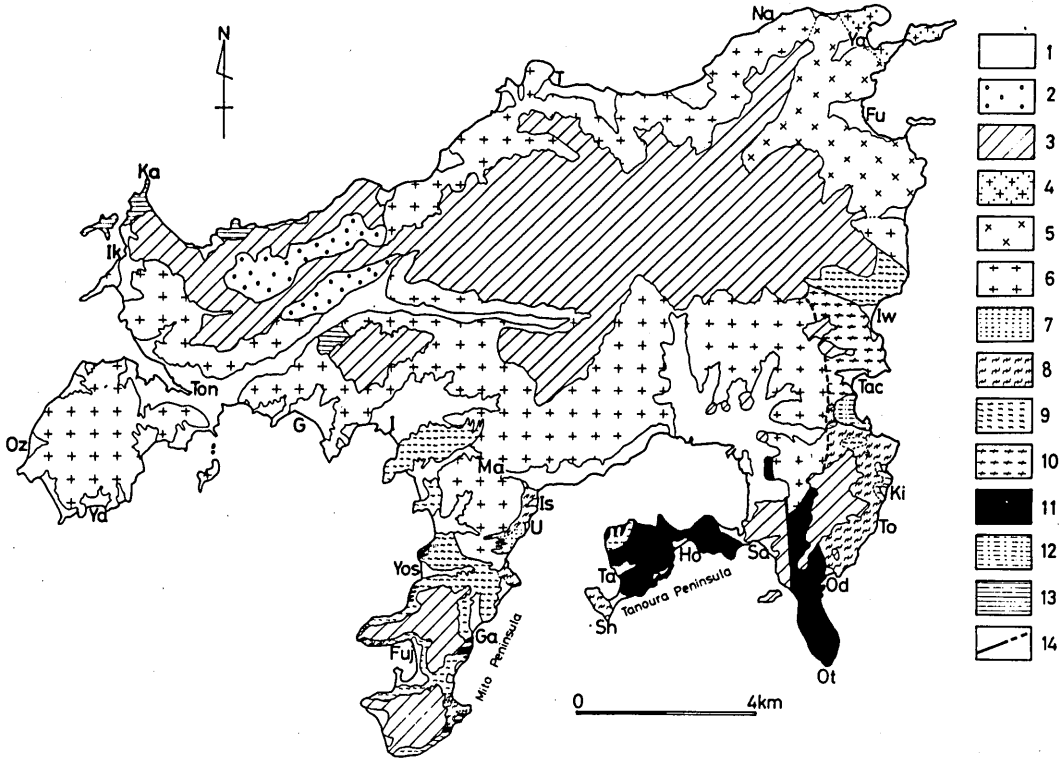 N
Na
Ya
T
Fu
Ka
Ik
Iw
Ton
Tac
G
I
Oz
Ma
Ki
Is
Yd
To
U
Yos
Ho
Sa
Ta
Od
Tanoura Peninsula
Sh
Ga
Fuj
Mito Peninsula
Ot
0 4km
1
2
3
4
5
6
7
8
9
10
11
12
13
14